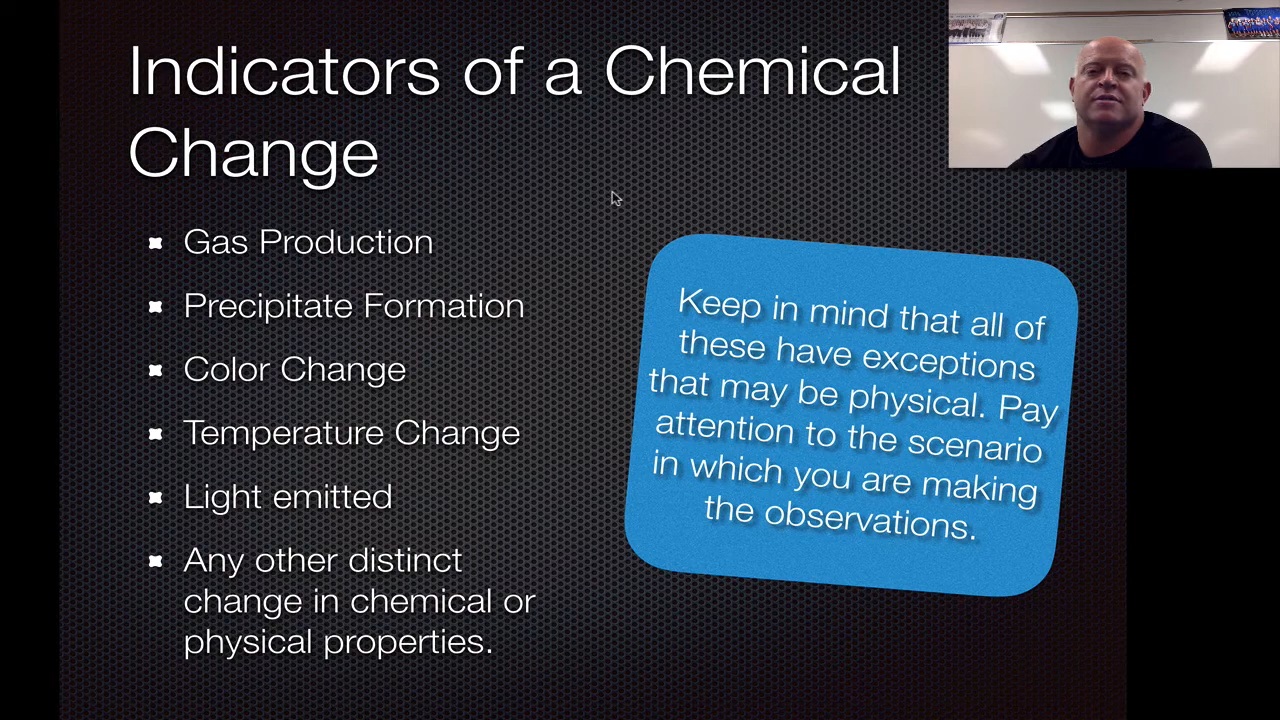 Indicators of a Chemical
Change
Gas Production
Precipitate Formation
Color Change
Temperature Change
Light emitted
Any other distinct
change in chemical or
physical properties.
Keep in mind that all of
these have exceptions
that may be physical. Pay
attention to the scenario
in which you are making
the observations.